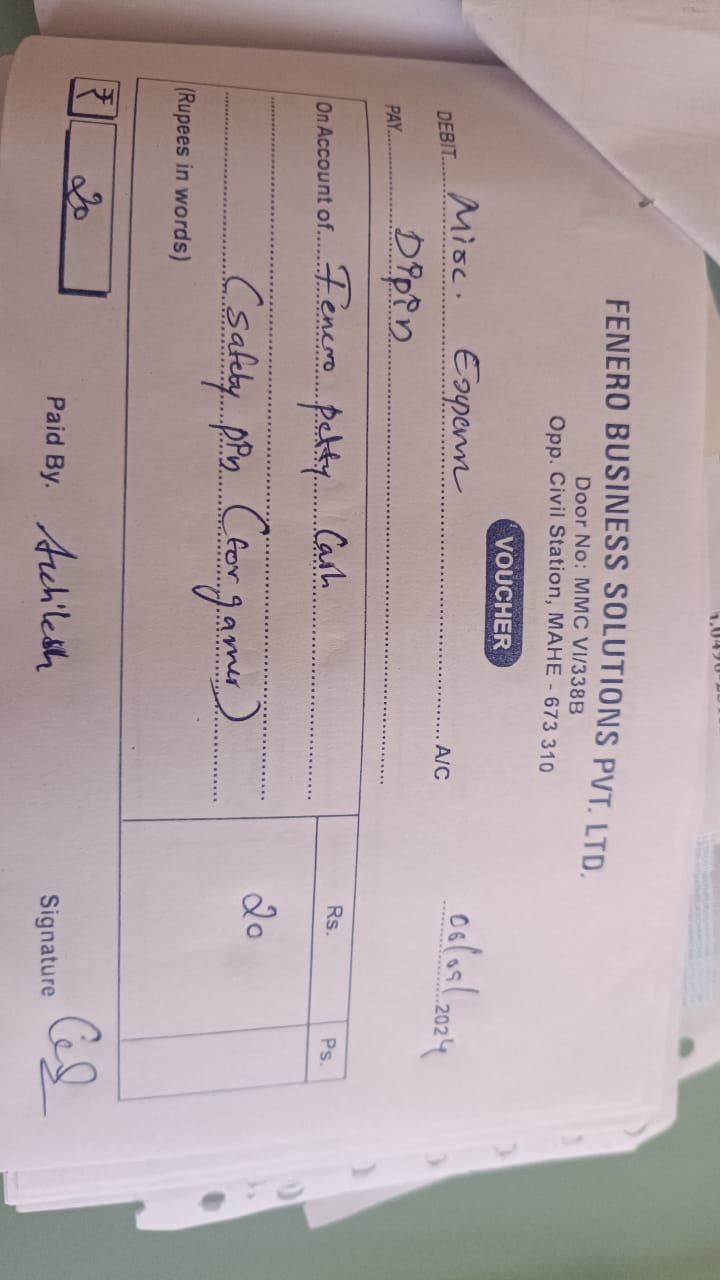 FENERO BUSINESS SOLUTIONS PVT. LTD.
Door No: MMC VI/338B
Opp. Civil Station, MAHE - 673 310
VOUCHER
06/09/2024
DEBIT Misc. Expenn A/C
PAY Dipin
Rs. Ps.
On Account of Fenero petty Cash
(safety pin (for games) 20
(Rupees in words)
₹ 20 Paid By. Akhilesh Signature